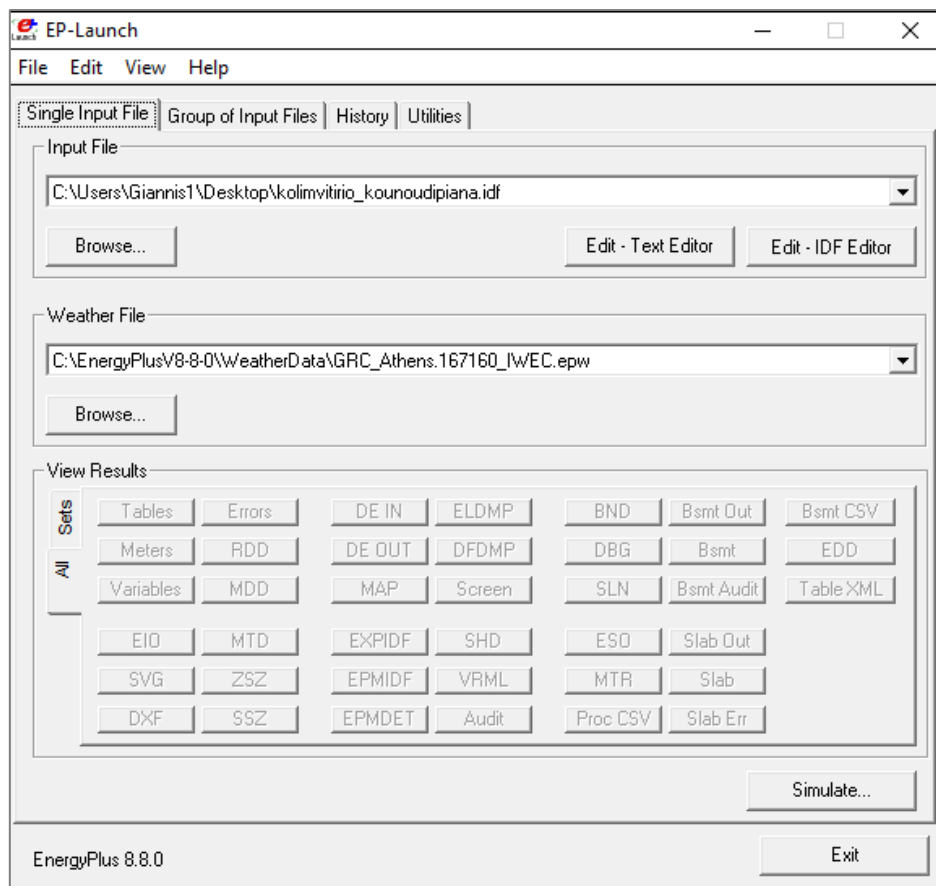 EP-Launch
File Edit View Help
Single Input File Group of Input Files History Utilities
Input File
C:\Users\Giannis1\Desktop\kolimvitirio_kounoudipiana.idf
Browse... Edit - Text Editor Edit - IDF Editor
Weather File
C:\EnergyPlusV8-8-0\WeatherData\GRC_Athens.167160_IWEC.epw
Browse...
View Results
Sets
All
Tables Errors DE IN ELDMP BND Bsmt Out Bsmt CSV
Meters RDD DE OUT DFDMP DBG Bsmt EDD
Variables MDD MAP Screen SLN Bsmt Audit Table XML
EIO MTD EXPIDF SHD ESO Slab Out
SVG ZSZ EPMIDF VRML MTR Slab
DXF SSZ EPMDET Audit Proc CSV Slab Err
Simulate...
EnergyPlus 8.8.0 Exit